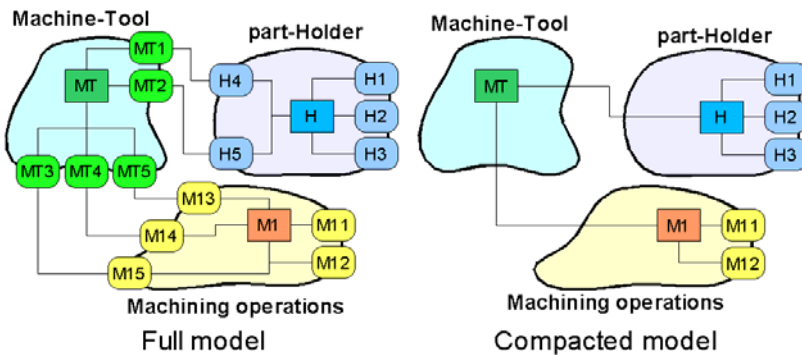 Machine-Tool
part-Holder
MT1
MT
MT2
H4
H1
H
H2
H5
H3
MT3
MT4
MT5
M13
M14
M1
M11
M15
M12
Machining operations
Full model
Machine-Tool
part-Holder
MT
H1
H
H2
H3
M1
M11
M12
Machining operations
Compacted model